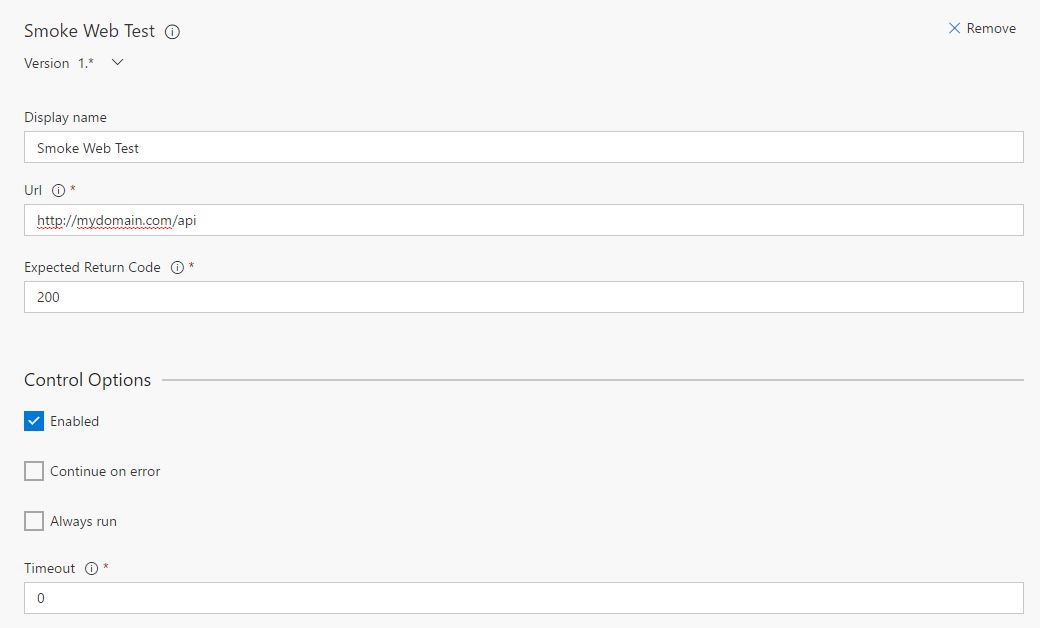 Smoke Web Test
Remove
Version 1.*
Display name
Smoke Web Test
Url *
http://mydomain.com/api
Expected Return Code *
200
Control Options
Enabled
Continue on error
Always run
Timeout *
0